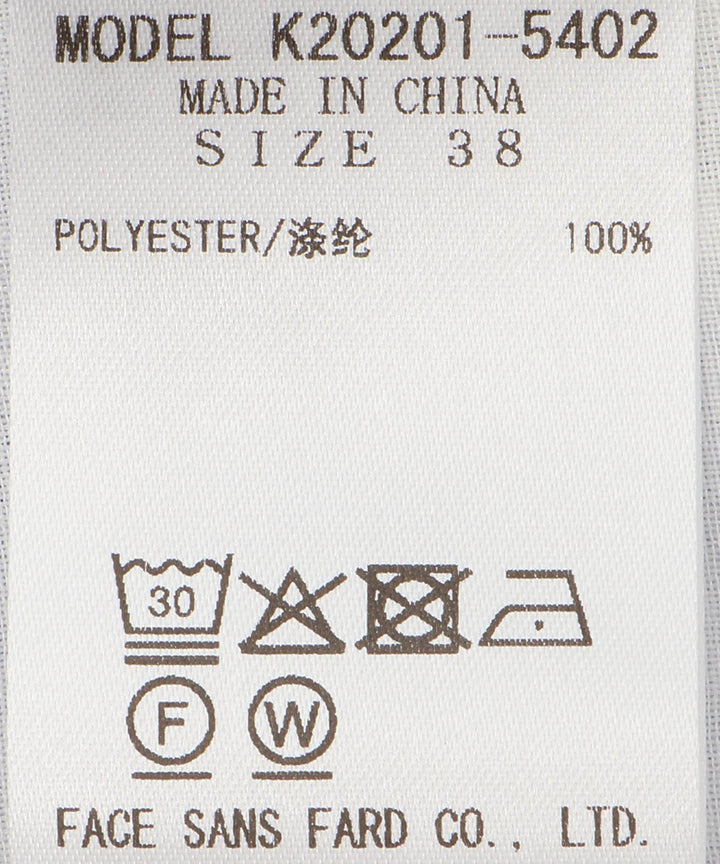 MODEL K20201-5402
MADE IN CHINA
SIZE 38
POLYESTER/涤纶 100%
30
F W
FACE SANS FARD CO., LTD.